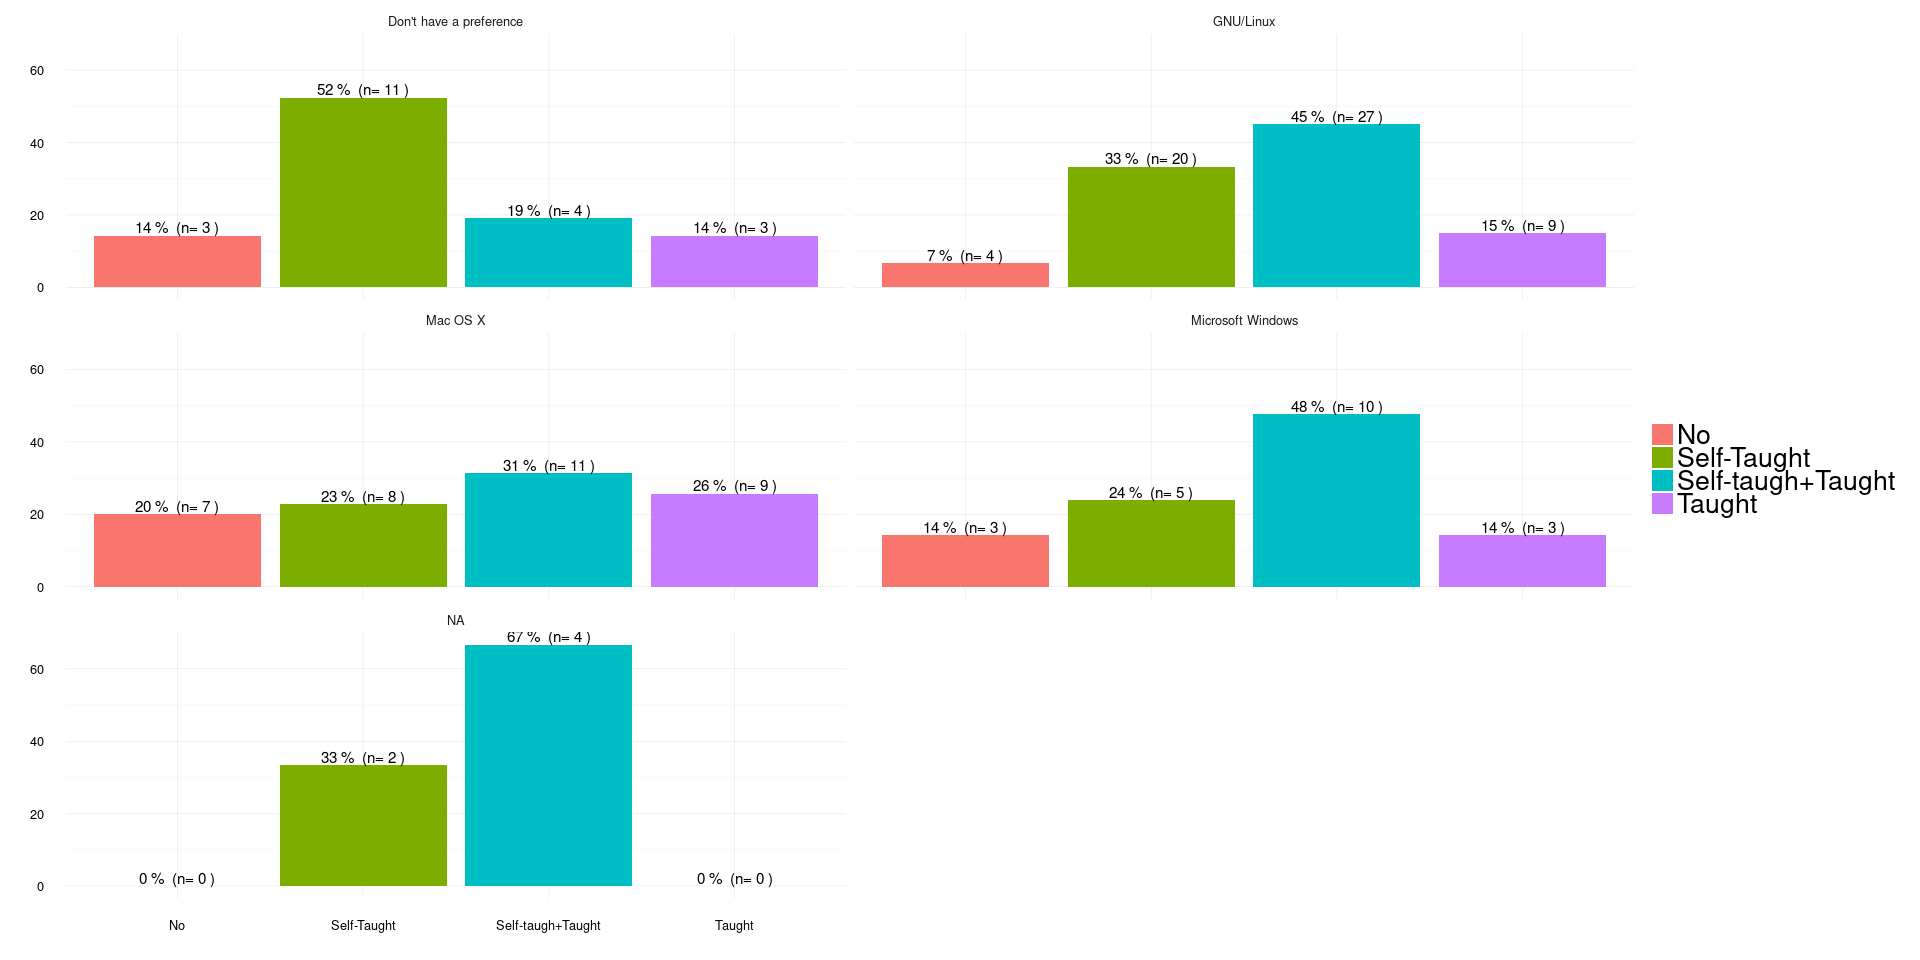 Don't have a preference
GNU/Linux
60
40
20
0
14 % (n= 3 )
52 % (n= 11 )
19 % (n= 4 )
14 % (n= 3 )
7 % (n= 4 )
33 % (n= 20 )
45 % (n= 27 )
15 % (n= 9 )
Mac OS X
Microsoft Windows
60
40
20
0
20 % (n= 7 )
23 % (n= 8 )
31 % (n= 11 )
26 % (n= 9 )
14 % (n= 3 )
24 % (n= 5 )
48 % (n= 10 )
14 % (n= 3 )
NA
60
40
20
0
0 % (n= 0 )
33 % (n= 2 )
67 % (n= 4 )
0 % (n= 0 )
No
Self-Taught
Self-taugh+Taught
Taught
No
Self-Taught
Self-taugh+Taught
Taught